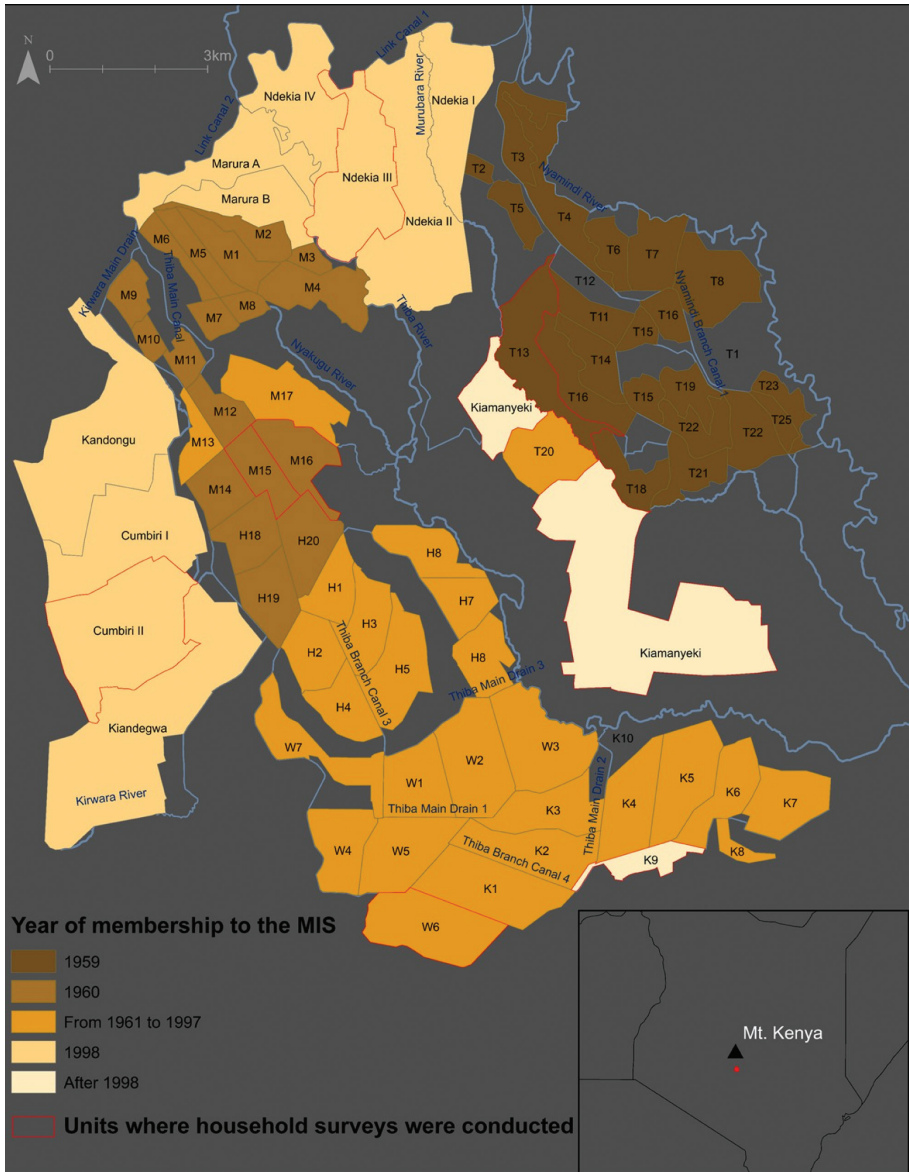 N
0
3km
Link Canal 1
Murubara River
Ndekia I
Ndekia IV
Link Canal 2
Marura A
Ndekia III
Marura B
Ndekia II
T3
T2
Nyamindi River
T5
T4
T6
T7
T8
T12
M6
M5
M1
M2
M3
M4
Kirwara Main Drain
Thiba Main Canal
M9
M7
M8
M10
M11
Thiba River
Nyakugu River
T11
T15
T16
Nyamindi Branch Canal 1
T1
T13
T14
T16
T15
T19
T23
T22
T22
T25
Kiamanyeki
T20
T21
T18
M17
M12
M13
Kandongu
M15
M16
M14
Cumbiri I
H18
H20
H19
H8
H1
H7
H3
Cumbiri II
H2
Thiba Branch Canal 3
H5
H8
Kiamanyeki
H4
Thiba Main Drain 3
Kiandegwa
W7
W3
K10
W2
W1
Thiba Main Drain 2
K5
K6
K4
K7
Kirwara River
Thiba Main Drain 1
K3
W4
W5
Thiba Branch Canal 4
K2
K9
K8
K1
W6
Year of membership to the MIS
1959
1960
From 1961 to 1997
1998
After 1998
Units where household surveys were conducted
Mt. Kenya